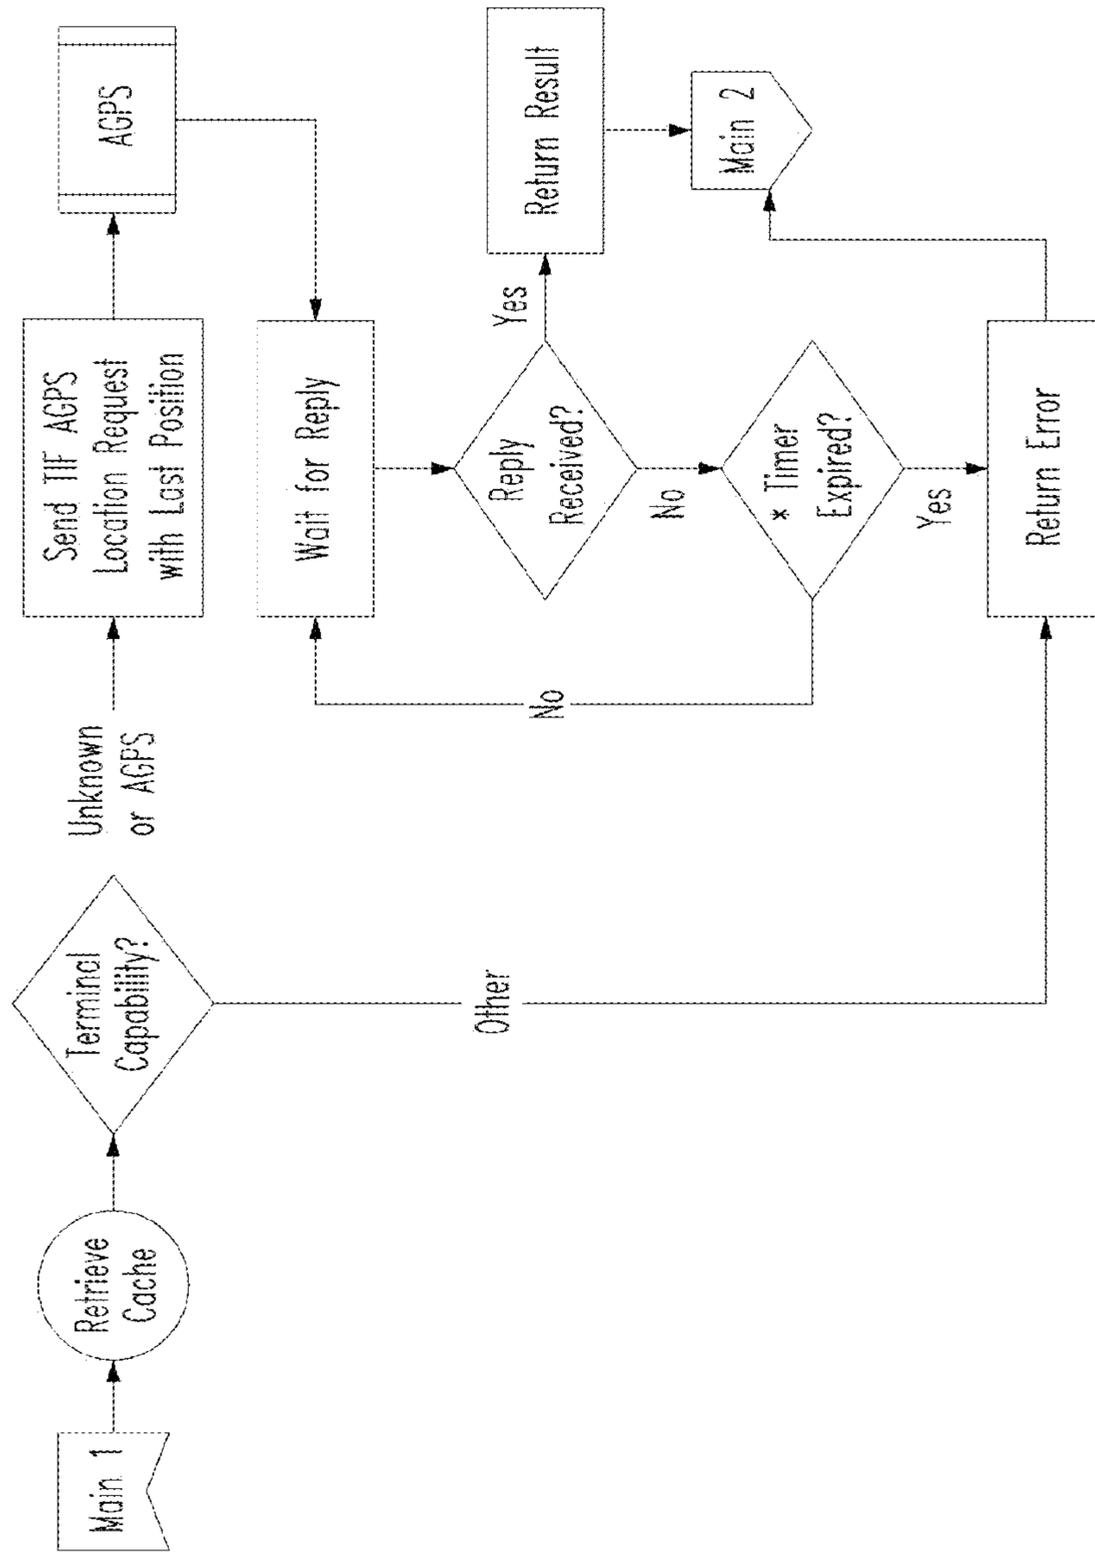 Main 1
Retrieve
Cache
Terminal
Capability?
Unknown
or AGPS
Send TIF AGPS
Location Request
with Last Position
AGPS
Wait for Reply
Reply
Received?
Yes
Return Result
No
* Timer
Expired?
No
Yes
Other
Return Error
Main 2